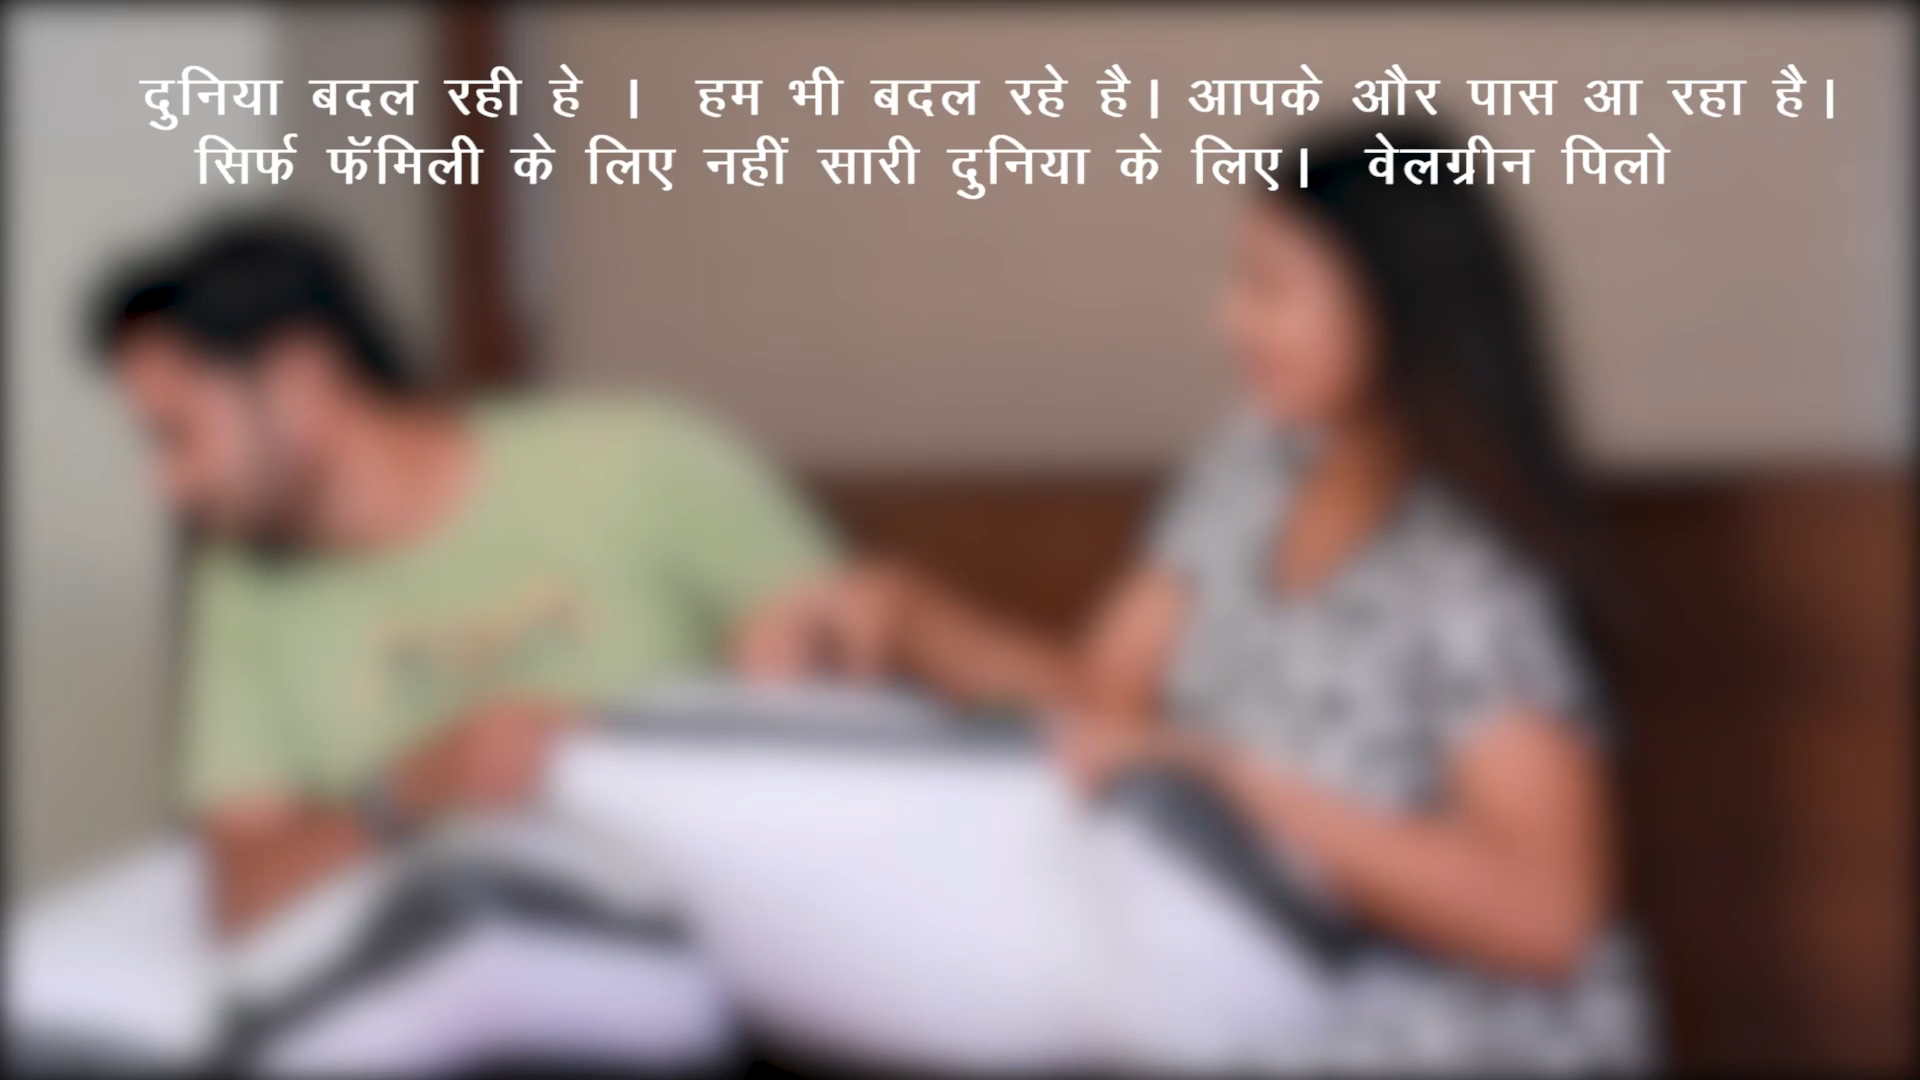 दुनिया बदल रही हे । हम भी बदल रहे है। आपके और पास आ रहा है।
सिर्फ फॅमिली के लिए नहीं सारी दुनिया के लिए। वेलग्रीन पिलो